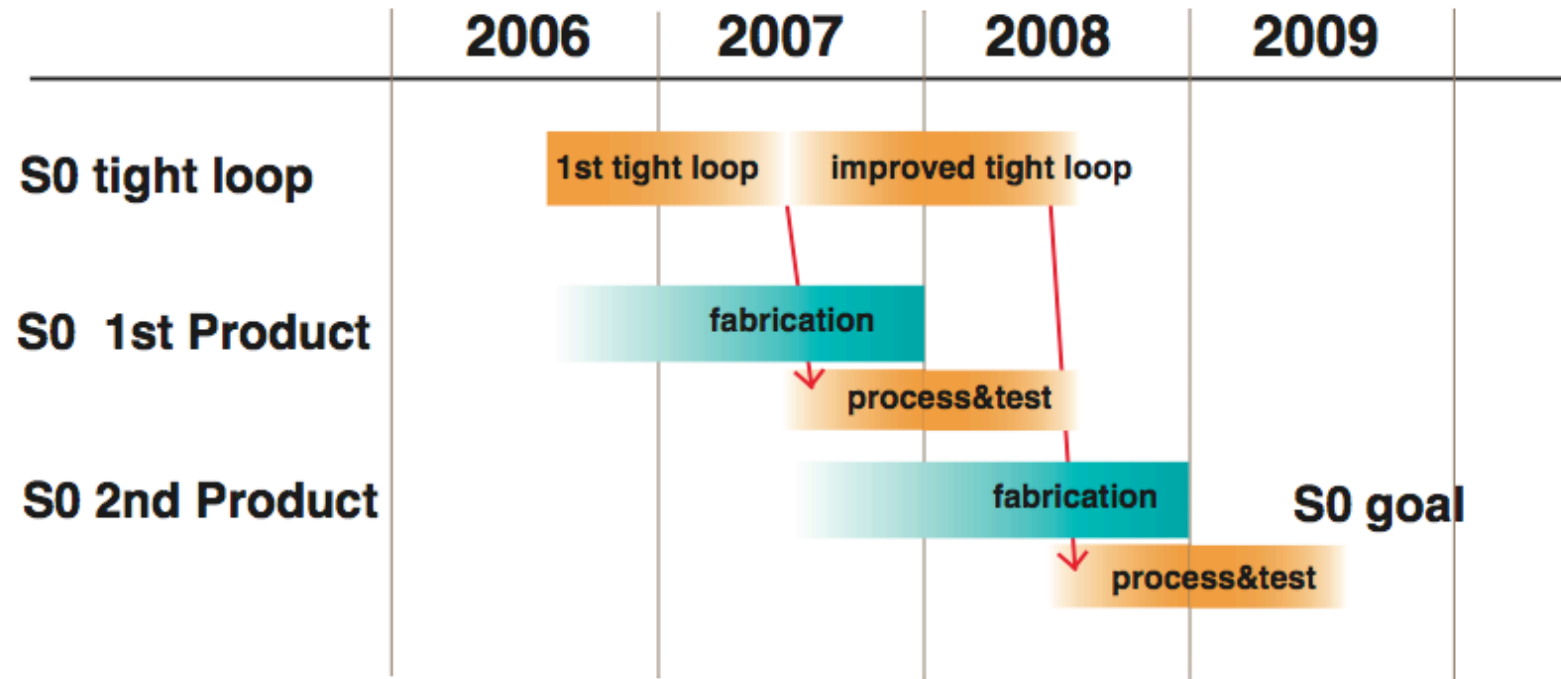 2006 2007 2008 2009
S0 tight loop 1st tight loop improved tight loop
S0 1st Product fabrication
process&test
S0 2nd Product fabrication S0 goal
process&test